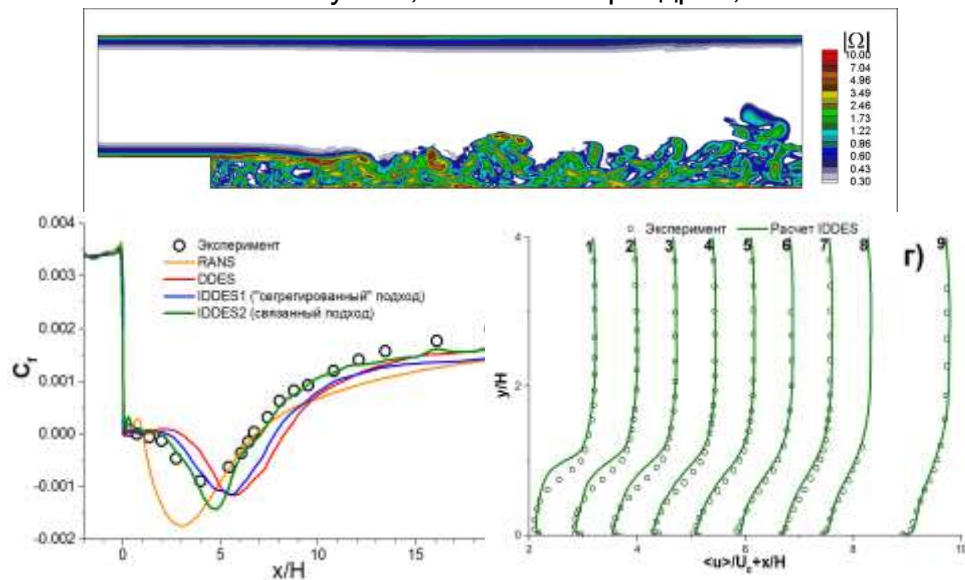 |Ω|
10.00
7.04
4.96
3.49
2.46
1.73
1.22
0.86
0.60
0.43
0.30
0.004
0.003
0.002
0.001
0.000
-0.001
-0.002
C_f
Эксперимент
RANS
DDES
IDDES1 ("сегрегированный" подход)
IDDES2 (связанный подход)
0 5 10 15
x/H
Эксперимент Расчет IDDES
1 2 3 4 5 6 7 8 9
г)
4
2
0
y/H
2 4 6 8 10
<u>/U_c+x/H